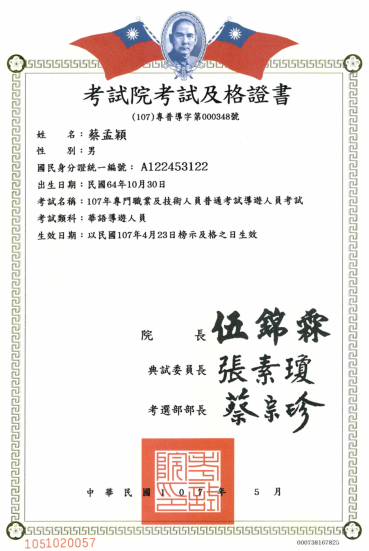 考試院考試及格證書
(107)專普導字第000348號
姓　　名：蔡孟穎
性　　別：男
國民身分證統一編號： A122453122
出生日期：民國64年10月30日
考試名稱：107年專門職業及技術人員普通考試導遊人員考試
考試類科：華語導遊人員
生效日期：以民國107年4月23日榜示及格之日生效
院　　長 伍錦霖
典試委員長 張素瓊
考選部部長 蔡宗珍
考試院印
中華民國107年 5月
1051020057
000738167825